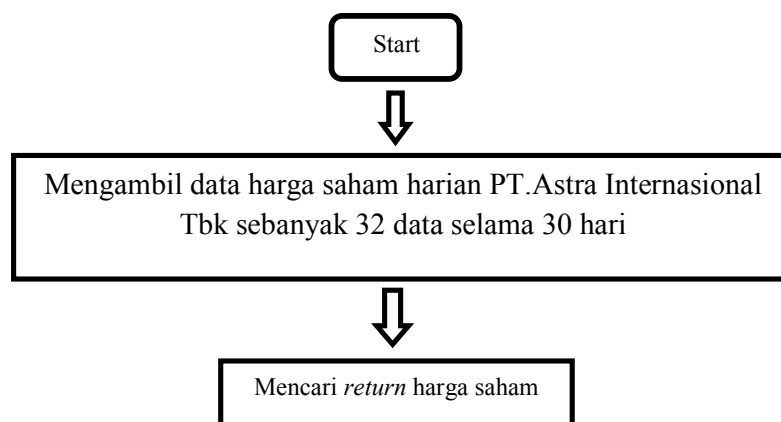 Start
Mengambil data harga saham harian PT.Astra Internasional
Tbk sebanyak 32 data selama 30 hari
Mencari return harga saham